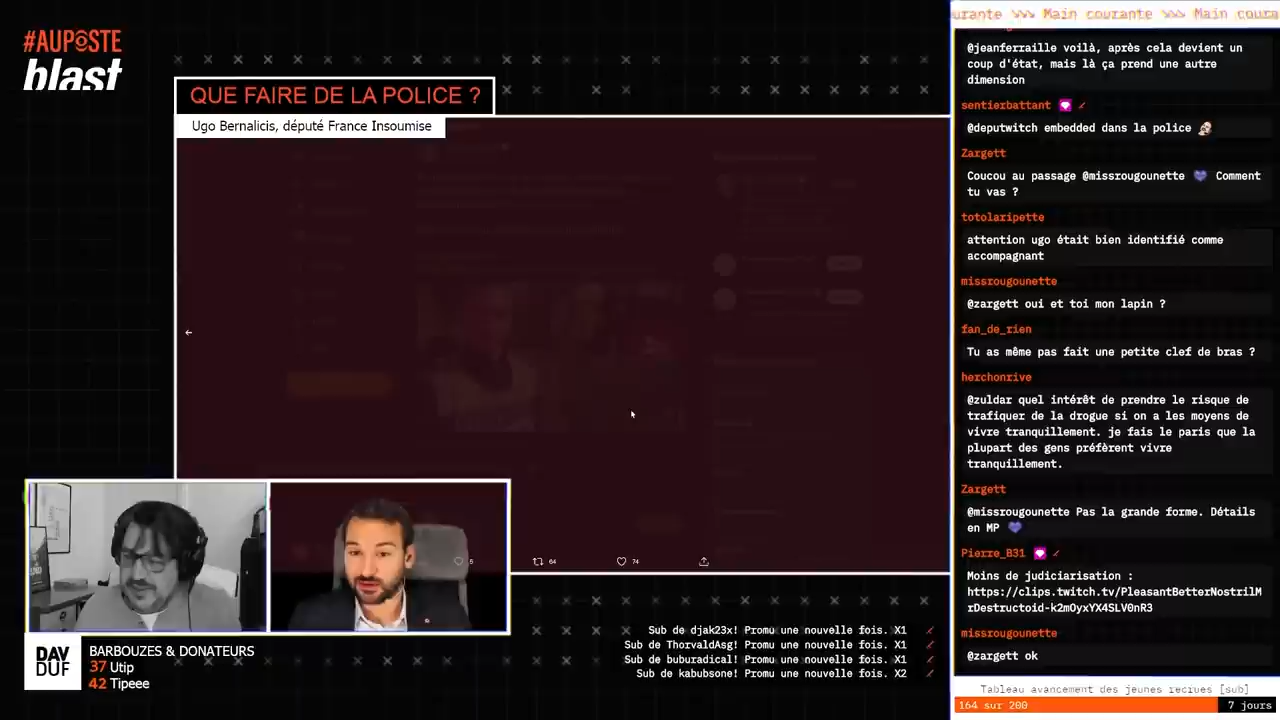 #AUPOSTE
blast
QUE FAIRE DE LA POLICE ?
Ugo Bernalicis, député France Insoumise
5
64
74
DAV
DUF
BARBOUZES & DONATEURS
37 Utip
42 Tipeee
Sub de djak23x! Promu une nouvelle fois. X1
Sub de ThorvaldAsg! Promu une nouvelle fois. X1
Sub de buburadical! Promu une nouvelle fois. X1
Sub de kabubsone! Promu une nouvelle fois. X2
urante >>> Main courante >>> Main coura
@jeanferraille voilà, après cela devient un
coup d'état, mais là ça prend une autre
dimension
sentierbattant
@deputwitch embedded dans la police
Zargett
Coucou au passage @missrougounette 💜 Comment
tu vas ?
totolaripette
attention ugo était bien identifié comme
accompagnant
missrougounette
@zargett oui et toi mon lapin ?
fan_de_rien
Tu as même pas fait une petite clef de bras ?
herchonrive
@zuldar quel intérêt de prendre le risque de
trafiquer de la drogue si on a les moyens de
vivre tranquillement. je fais le paris que la
plupart des gens préfèrent vivre
tranquillement.
Zargett
@missrougounette Pas la grande forme. Détails
en MP 💜
Pierre_B31
Moins de judiciarisation :
https://clips.twitch.tv/PleasantBetterNostrilM
rDestructoid-k2mOyxYX4SLV0nR3
missrougounette
@zargett ok
Tableau avancement des jeunes recrues [sub]
164 sur 200
7 jours